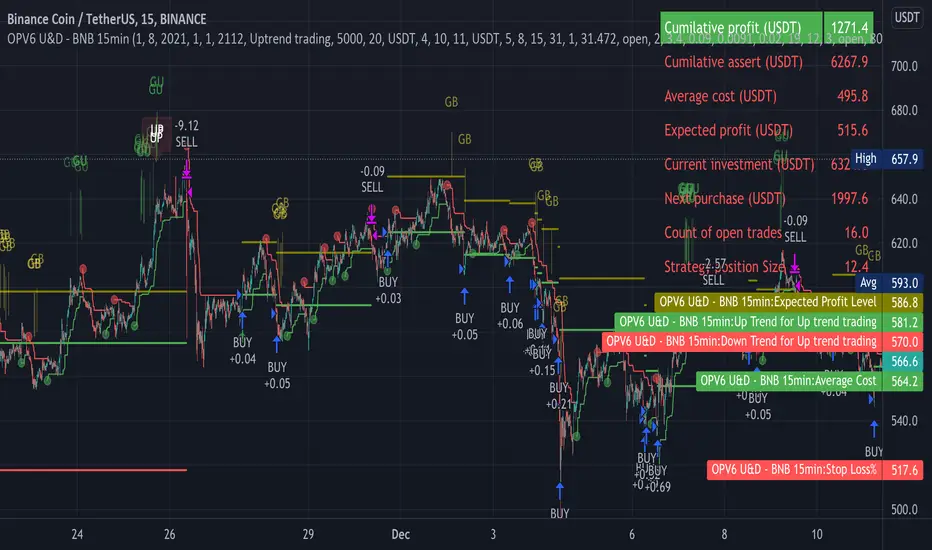 Binance Coin / TetherUS, 15, BINANCE
OPV6 U&D - BNB 15min (1, 8, 2021, 1, 1, 2112, Uptrend trading, 5000, 20, USDT, 4, 10, 11, USDT, 5, 8, 15, 31, 1, 31.472, open, 2, 3.4, 0.09, 0.0091, 0.02, 19, 12, 3, open, 80
USDT
Cumilative profit (USDT) 1271.4
Cumilative assert (USDT) 6267.9
Average cost (USDT) 495.8
Expected profit (USDT) 515.6
Current investment (USDT)
Next purchase (USDT) 1997.6
Count of open trades 16.0
Strategy position Size 12.4
700.0
680.0
640.0
620.0
540.0
500.0
High 657.9
Avg 593.0
OPV6 U&D - BNB 15min:Expected Profit Level 586.8
OPV6 U&D - BNB 15min:Up Trend for Up trend trading 581.2
OPV6 U&D - BNB 15min:Down Trend for Up trend trading 570.0
566.6
OPV6 U&D - BNB 15min:Average Cost 564.2
OPV6 U&D - BNB 15min:Stop Loss% 517.6
GU
GU
UP
-9.12
SELL
GB
GB
-0.09
SELL
GB
GB
GB
GB
GB
-0.09
SELL
SELL
GB
BUY
+0.04
BUY
+0.05
BUY
+0.03
BUY
+0.05
BUY
+0.06
BUY
+0.15
BUY
+0.21
BUY
BUY
BUY
+0.69
+0.05
BUY
24 26 29 Dec 3 6 8 10